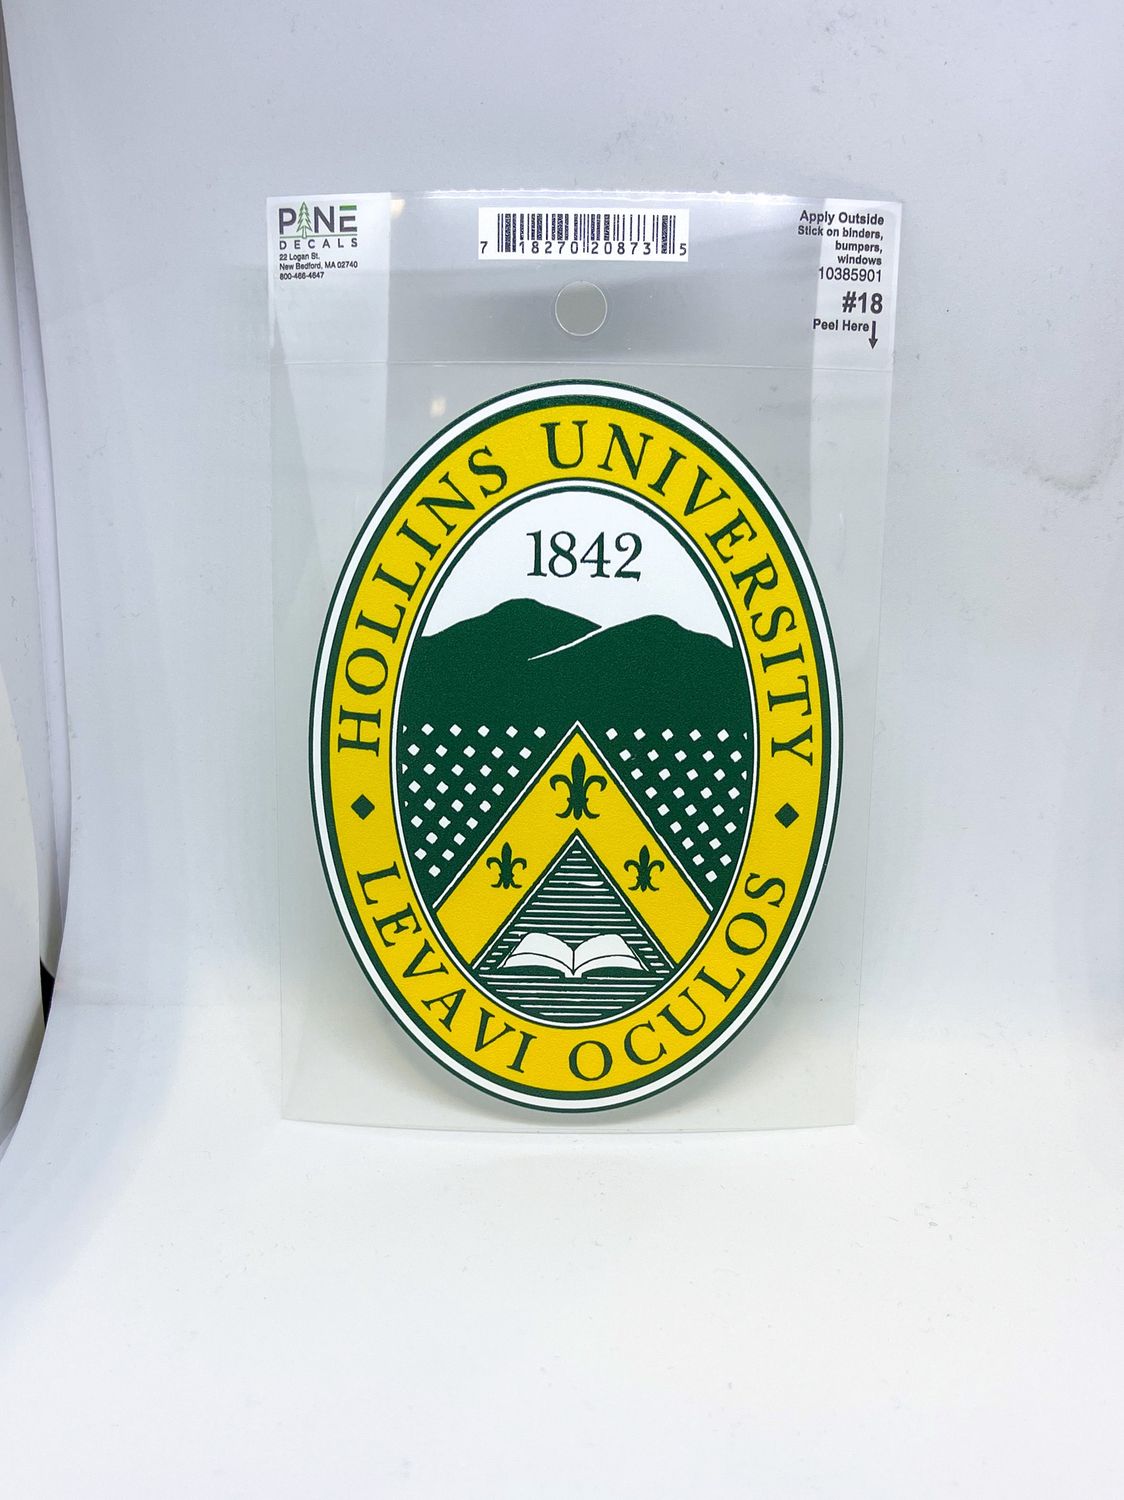 PINE
DECALS
22 Logan St.
New Bedford, MA 02740
800-466-4647
7 18270 20873 5
Apply Outside
Stick on binders,
bumpers,
windows
10385901
#18
Peel Here
HOLLINS UNIVERSITY
1842
LEVAVI OCULOS